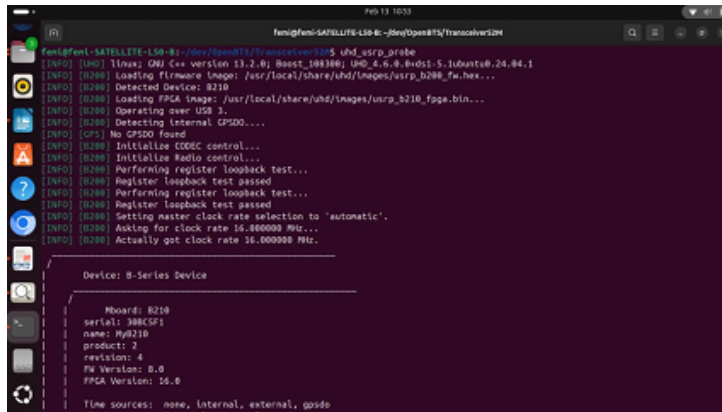 Feb 13 10:53
femi@femi-SATELLITE-L50-B: ~/dev/OpenBTS/Transceiver52M
femi@femi-SATELLITE-L50-B:~/dev/OpenBTS/Transceiver52M$ uhd_usrp_probe
[INFO] [UHD] linux; GNU C++ version 13.2.0; Boost_108300; UHD_4.6.0.0+ds1-5.1ubuntu0.24.04.1
[INFO] [B200] Loading firmware image: /usr/local/share/uhd/images/usrp_b200_fw.hex...
[INFO] [B200] Detected Device: B210
[INFO] [B200] Loading FPGA image: /usr/local/share/uhd/images/usrp_b210_fpga.bin...
[INFO] [B200] Operating over USB 3.
[INFO] [B200] Detecting internal GPSDO....
[INFO] [GPS] No GPSDO found
[INFO] [B200] Initialize CODEC control...
[INFO] [B200] Initialize Radio control...
[INFO] [B200] Performing register loopback test...
[INFO] [B200] Register loopback test passed
[INFO] [B200] Performing register loopback test...
[INFO] [B200] Register loopback test passed
[INFO] [B200] Setting master clock rate selection to 'automatic'.
[INFO] [B200] Asking for clock rate 16.000000 MHz...
[INFO] [B200] Actually got clock rate 16.000000 MHz.
Device: B-Series Device
Mboard: B210
serial: 308C5F1
name: MyB210
product: 2
revision: 4
FW Version: 8.0
FPGA Version: 16.0
Time sources:  none, internal, external, gpsdo